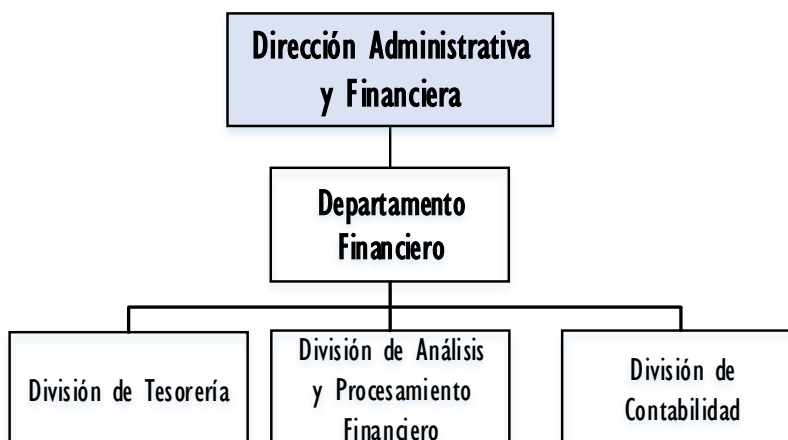 Dirección Administrativa
y Financiera
Departamento
Financiero
División de Tesorería
División de Análisis
y Procesamiento
Financiero
División de
Contabilidad